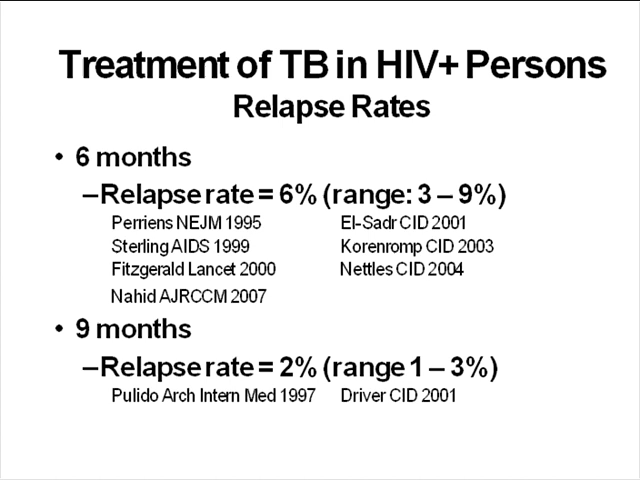 Treatment of TB in HIV+ Persons
Relapse Rates
• 6 months
–Relapse rate = 6% (range: 3 – 9%)
Perriens NEJM 1995 El-Sadr CID 2001
Sterling AIDS 1999 Korenromp CID 2003
Fitzgerald Lancet 2000 Nettles CID 2004
Nahid AJRCCM 2007
• 9 months
–Relapse rate = 2% (range 1 – 3%)
Pulido Arch Intern Med 1997 Driver CID 2001